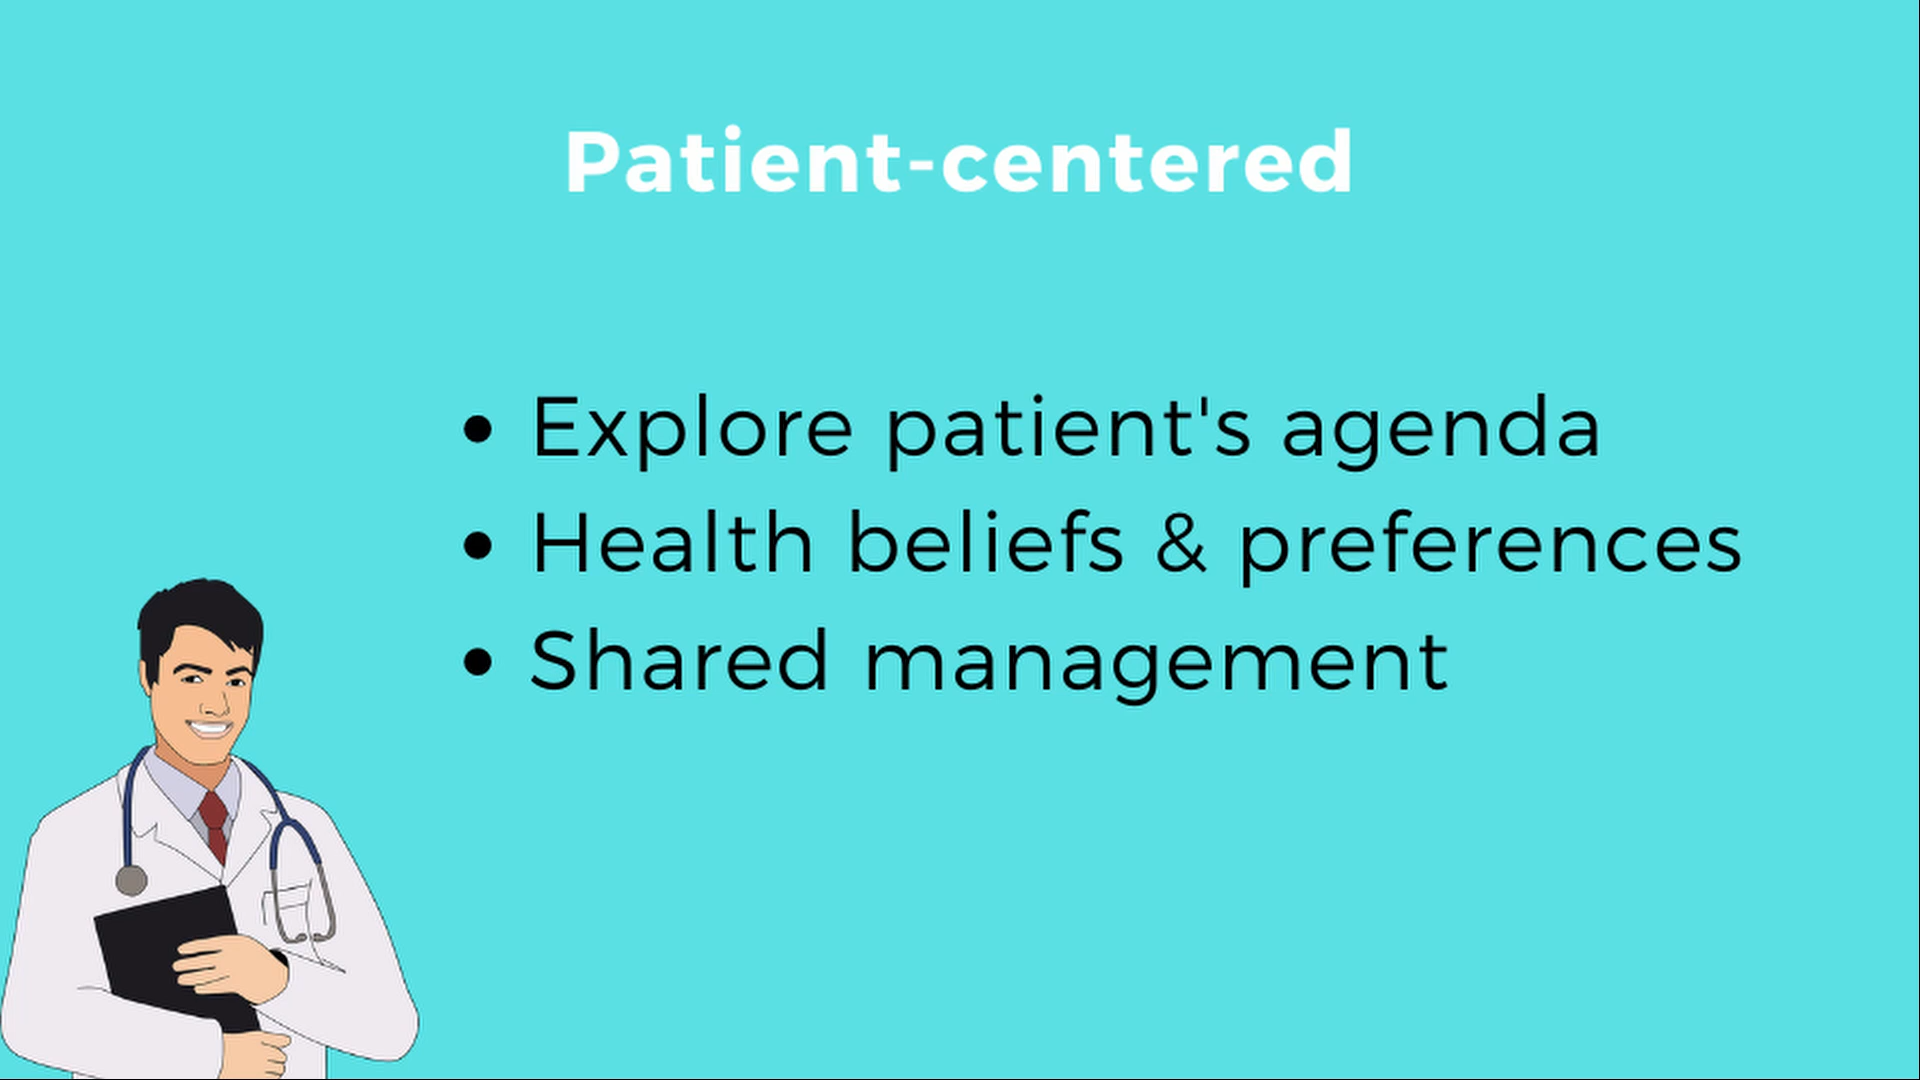 Patient-centered
• Explore patient's agenda
• Health beliefs & preferences
• Shared management